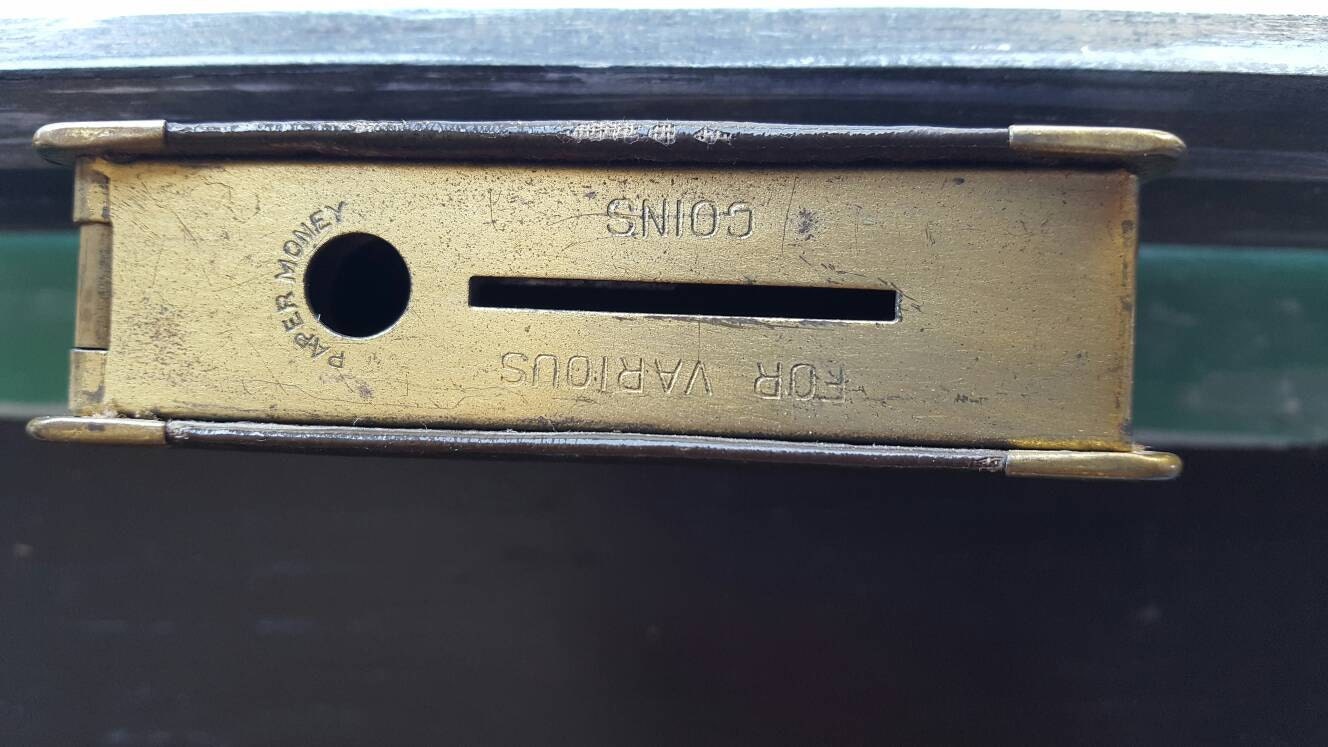 FOR VARIOUS
COINS
PAPER MONEY